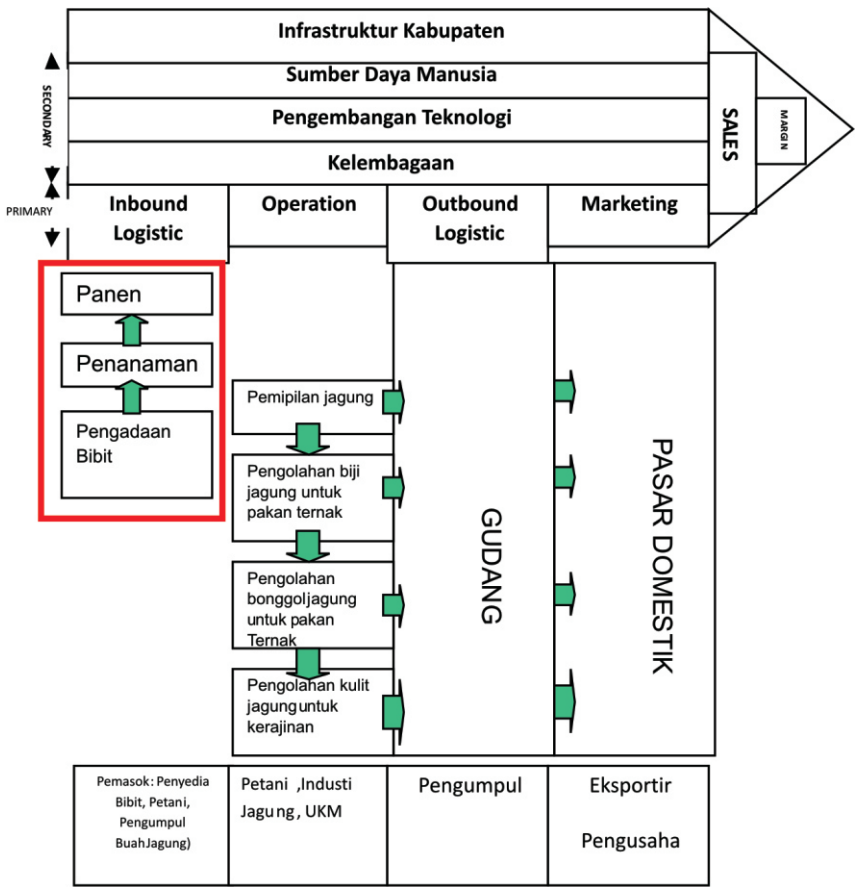 Infrastruktur Kabupaten
Sumber Daya Manusia
Pengembangan Teknologi
Kelembagaan
SECONDARY
SALES
MARGIN
PRIMARY
Inbound
Logistic
Operation
Outbound
Logistic
Marketing
Panen
Penanaman
Pengadaan
Bibit
Pemipilan jagung
Pengolahan biji
jagung untuk
pakan ternak
Pengolahan
bonggoljagung
untuk pakan
Ternak
Pengolahan kulit
jagunguntuk
kerajinan
GUDANG
PASAR DOMESTIK
Pemasok: Penyedia
Bibit, Petani,
Pengumpul
BuahJagung)
Petani ,Industi
Jagung, UKM
Pengumpul
Eksportir
Pengusaha